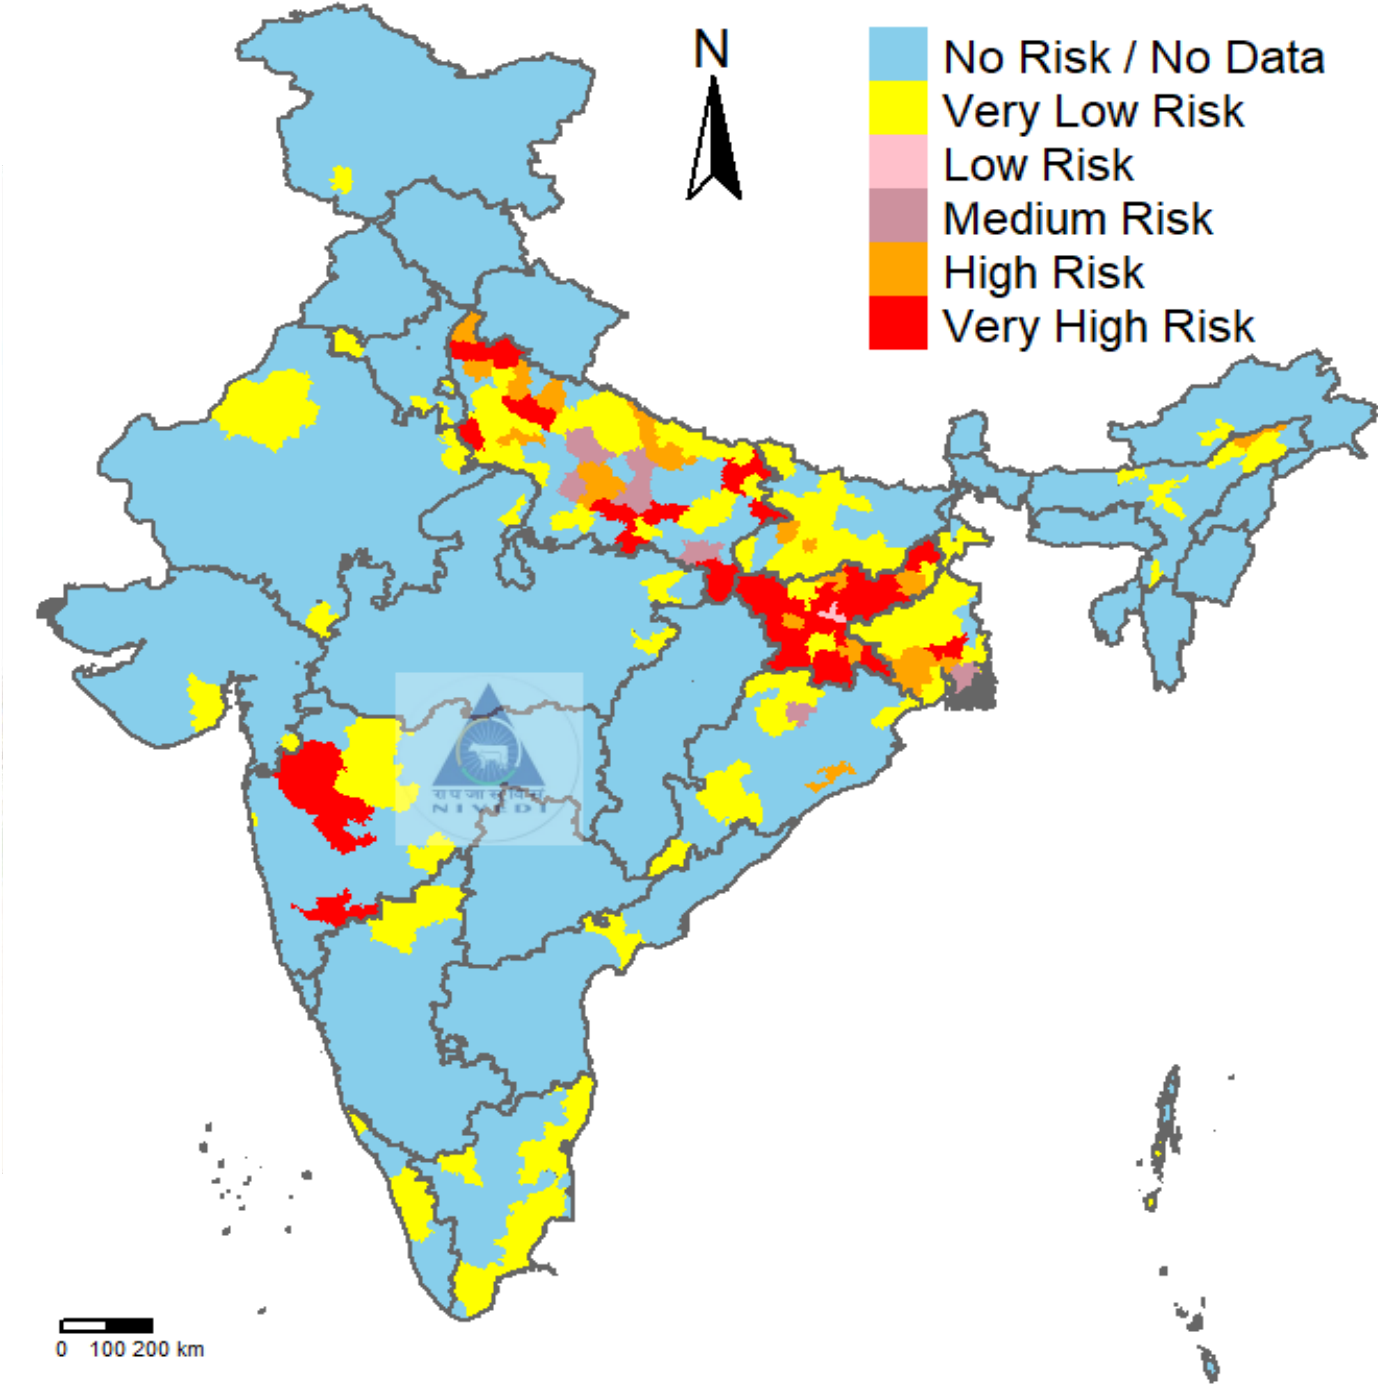 N
No Risk / No Data
Very Low Risk
Low Risk
Medium Risk
High Risk
Very High Risk
NIVEDI
0 100 200 km